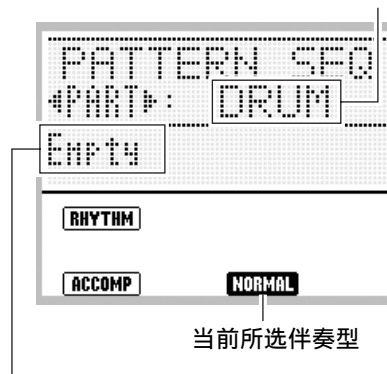 PATTERN SEQ
◀PART▶: DRUM
Empty
RHYTHM
ACCOMP NORMAL
当前所选伴奏型